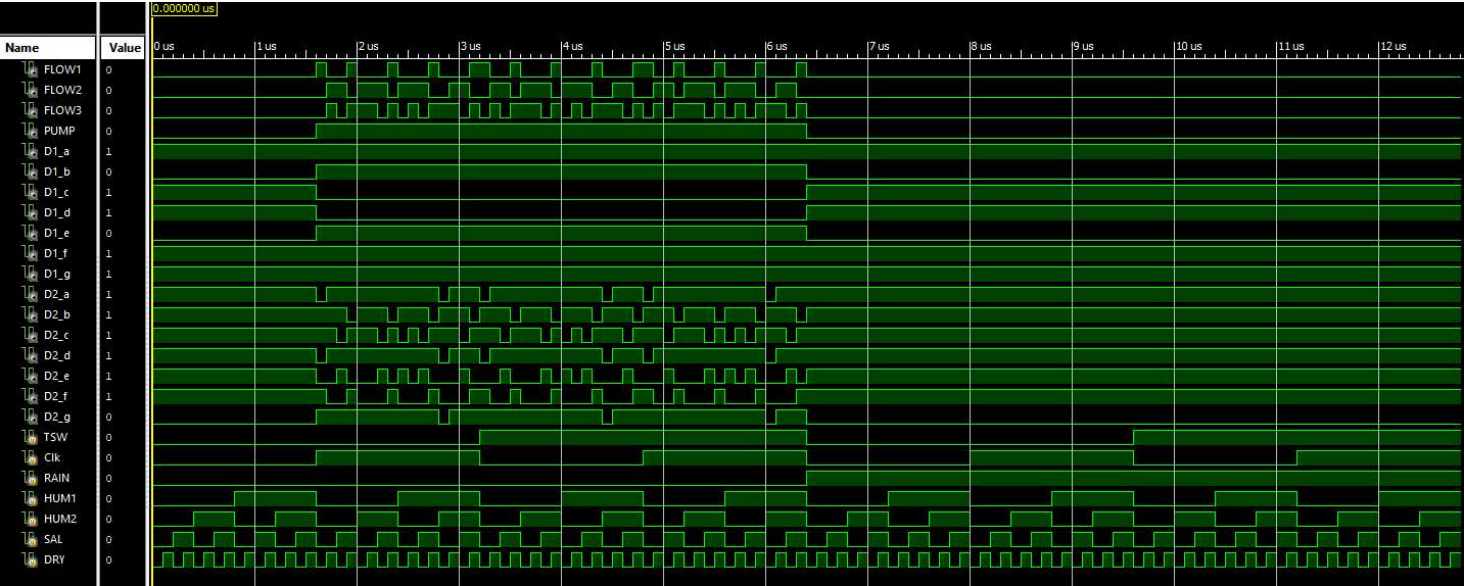 0.000000 us
Name Value 0 us 1 us 2 us 3 us 4 us 5 us 6 us 7 us 8 us 9 us 10 us 11 us 12 us
FLOW1 0
FLOW2 0
FLOW3 0
PUMP 0
D1_a 1
D1_b 0
D1_c 1
D1_d 1
D1_e 0
D1_f 1
D1_g 1
D2_a 1
D2_b 1
D2_c 1
D2_d 1
D2_e 1
D2_f 1
D2_g 0
TSW 0
Clk 0
RAIN 0
HUM1 0
HUM2 0
SAL 0
DRY 0